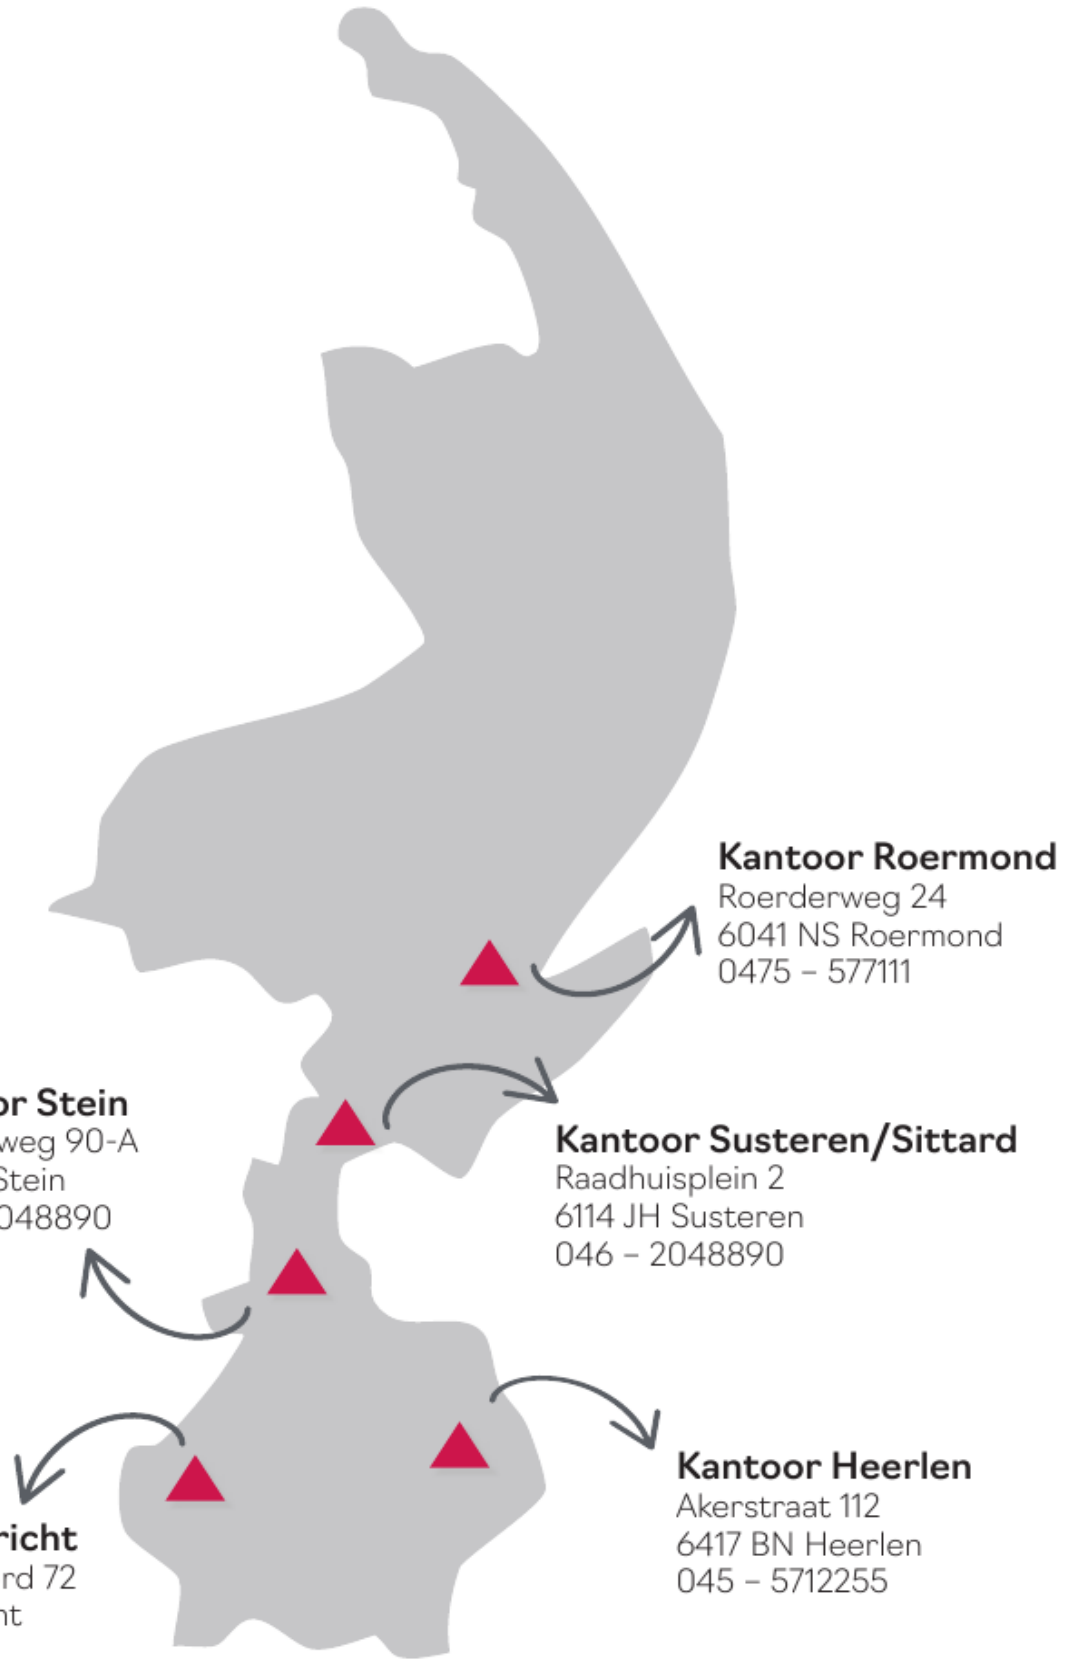 Kantoor Roermond
Roerderweg 24
6041 NS Roermond
0475 – 577111
or Stein
weg 90-A
Stein
048890
Kantoor Susteren/Sittard
Raadhuisplein 2
6114 JH Susteren
046 – 2048890
Kantoor Heerlen
Akerstraat 112
6417 BN Heerlen
045 – 5712255
richt
rd 72
ht